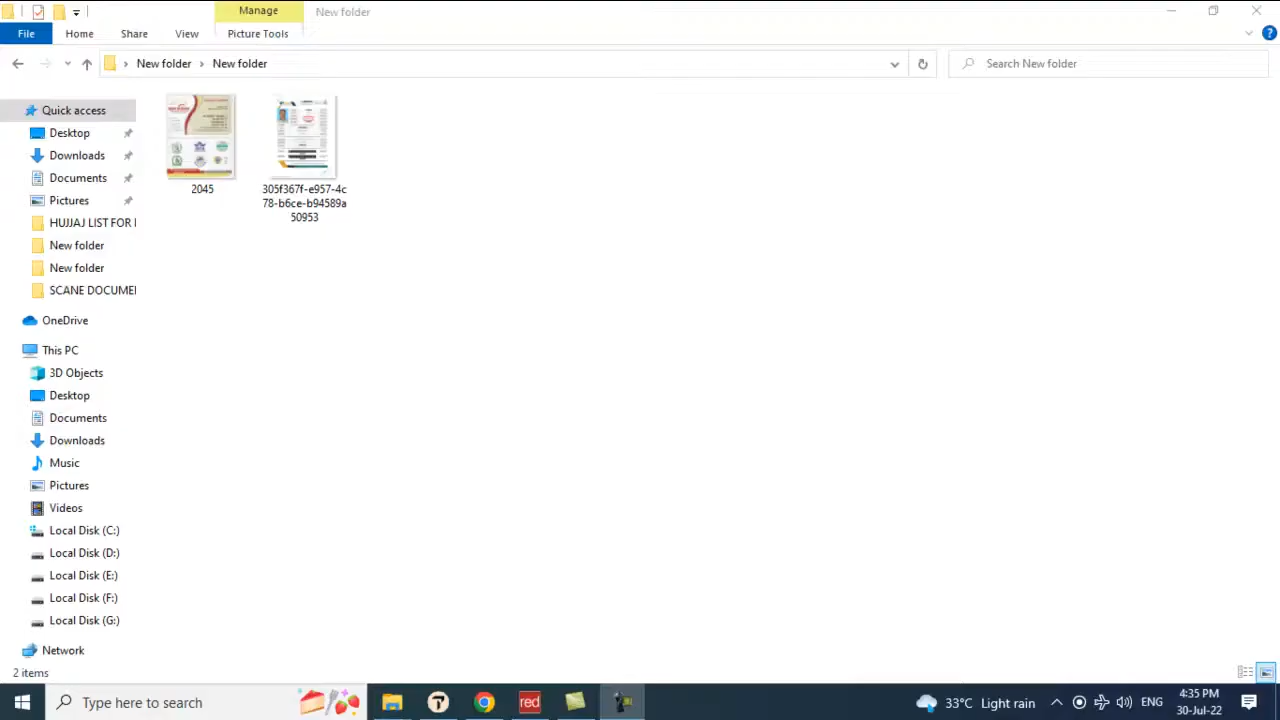 Manage
New folder
File
Home
Share
View
Picture Tools
New folder
New folder
Search New folder
Quick access
Desktop
Downloads
Documents
Pictures
HUJJAJ LIST FOR
New folder
New folder
SCANE DOCUME
OneDrive
This PC
3D Objects
Desktop
Documents
Downloads
Music
Pictures
Videos
Local Disk (C:)
Local Disk (D:)
Local Disk (E:)
Local Disk (F:)
Local Disk (G:)
Network
2045
305f367f-e957-4c
78-b6ce-b94589a
50953
2 items
Type here to search
red
33°C Light rain
ENG
4:35 PM
30-Jul-22